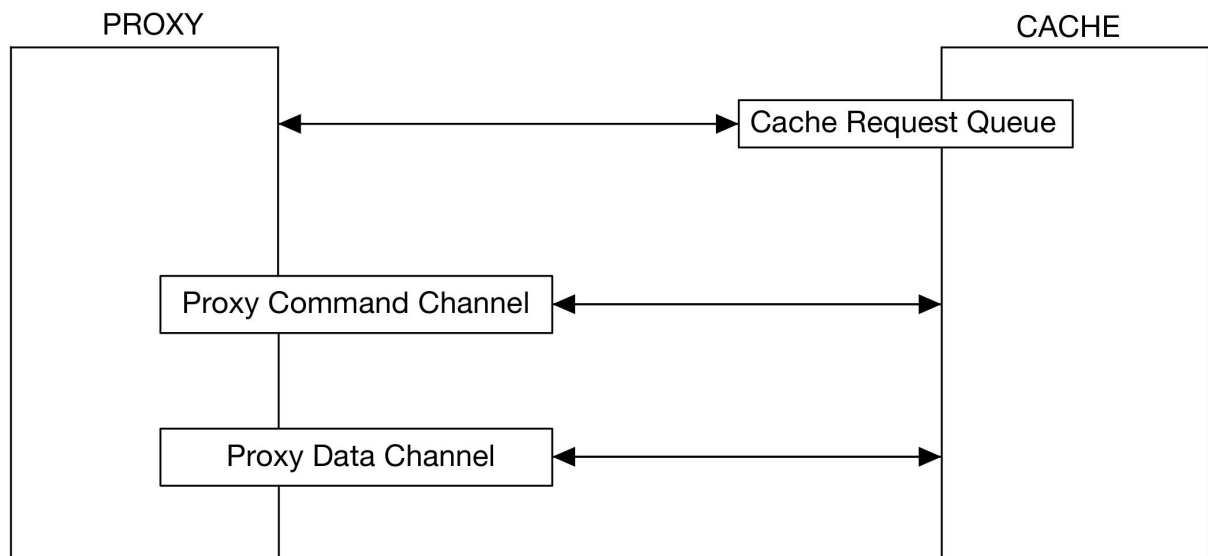 PROXY
CACHE
Cache Request Queue
Proxy Command Channel
Proxy Data Channel